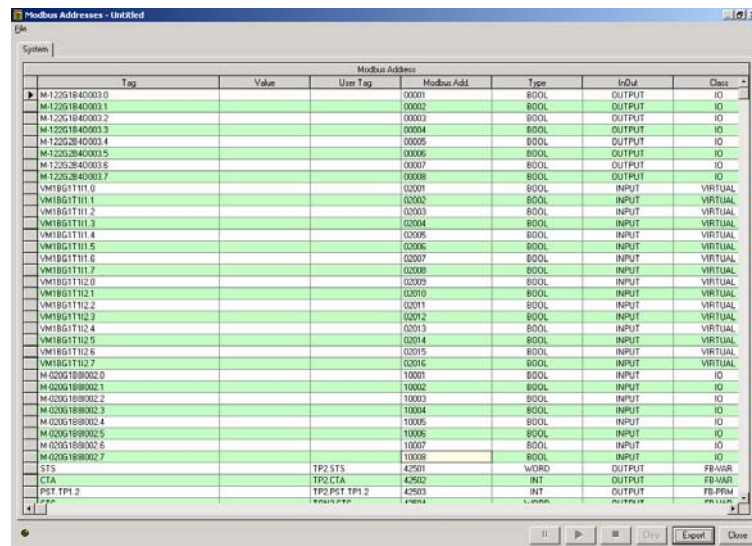 Modbus Addresses - Untitled
File
System
Modbus Address
Tag Value User Tag Modbus Add. Type InOut Class
M-122G1B4O003.0 00001 BOOL OUTPUT IO
M-122G1B4O003.1 00002 BOOL OUTPUT IO
M-122G1B4O003.2 00003 BOOL OUTPUT IO
M-122G1B4O003.3 00004 BOOL OUTPUT IO
M-122G2B4O003.4 00005 BOOL OUTPUT IO
M-122G2B4O003.5 00006 BOOL OUTPUT IO
M-122G2B4O003.6 00007 BOOL OUTPUT IO
M-122G2B4O003.7 00008 BOOL OUTPUT IO
VM1BG1T1I1.0 02001 BOOL INPUT VIRTUAL
VM1BG1T1I1.1 02002 BOOL INPUT VIRTUAL
VM1BG1T1I1.2 02003 BOOL INPUT VIRTUAL
VM1BG1T1I1.3 02004 BOOL INPUT VIRTUAL
VM1BG1T1I1.4 02005 BOOL INPUT VIRTUAL
VM1BG1T1I1.5 02006 BOOL INPUT VIRTUAL
VM1BG1T1I1.6 02007 BOOL INPUT VIRTUAL
VM1BG1T1I1.7 02008 BOOL INPUT VIRTUAL
VM1BG1T1I2.0 02009 BOOL INPUT VIRTUAL
VM1BG1T1I2.1 02010 BOOL INPUT VIRTUAL
VM1BG1T1I2.2 02011 BOOL INPUT VIRTUAL
VM1BG1T1I2.3 02012 BOOL INPUT VIRTUAL
VM1BG1T1I2.4 02013 BOOL INPUT VIRTUAL
VM1BG1T1I2.5 02014 BOOL INPUT VIRTUAL
VM1BG1T1I2.6 02015 BOOL INPUT VIRTUAL
VM1BG1T1I2.7 02016 BOOL INPUT VIRTUAL
M-020G1B8I002.0 10001 BOOL INPUT IO
M-020G1B8I002.1 10002 BOOL INPUT IO
M-020G1B8I002.2 10003 BOOL INPUT IO
M-020G1B8I002.3 10004 BOOL INPUT IO
M-020G1B8I002.4 10005 BOOL INPUT IO
M-020G1B8I002.5 10006 BOOL INPUT IO
M-020G1B8I002.6 10007 BOOL INPUT IO
M-020G1B8I002.7 10008 BOOL INPUT IO
STS TP2.STS 42501 WORD OUTPUT FB-VAR
CTA TP2.CTA 42502 INT OUTPUT FB-VAR
PST.TP1.2 TP2.PST.TP1.2 42503 INT OUTPUT FB-PRM
Clear Export Close